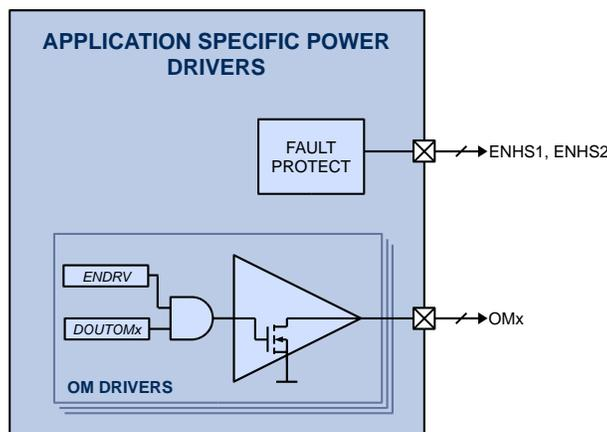 APPLICATION SPECIFIC POWER
DRIVERS
FAULT
PROTECT
ENHS1, ENHS2
ENDRV
DOUTOMx
OMx
OM DRIVERS